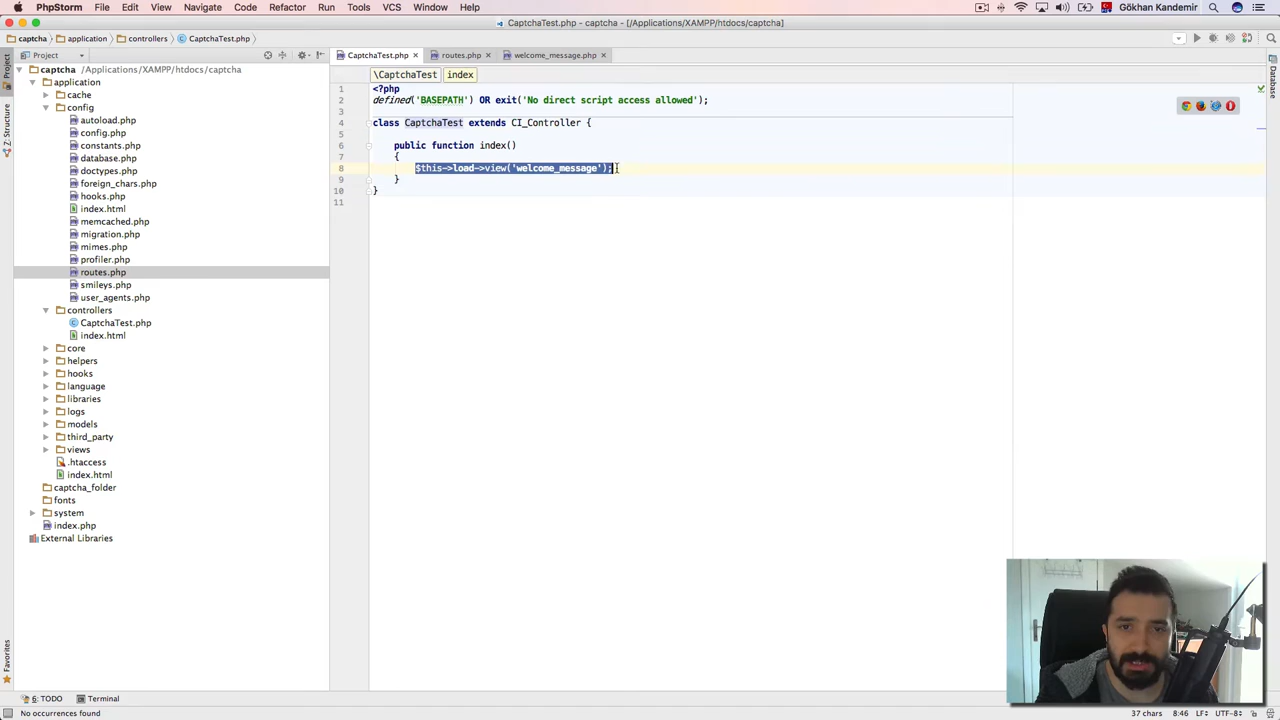 PhpStorm File Edit View Navigate Code Refactor Run Tools VCS Window Help Gökhan Kandemir
CaptchaTest.php - captcha - [/Applications/XAMPP/htdocs/captcha]
captcha application controllers CaptchaTest.php
Project
CaptchaTest.php routes.php welcome_message.php
captcha /Applications/XAMPP/htdocs/captcha
application
cache
config
autoload.php
config.php
constants.php
database.php
doctypes.php
foreign_chars.php
hooks.php
index.html
memcached.php
migration.php
mimes.php
profiler.php
routes.php
smileys.php
user_agents.php
controllers
CaptchaTest.php
index.html
core
helpers
hooks
language
libraries
logs
models
third_party
views
.htaccess
index.html
captcha_folder
fonts
system
index.php
External Libraries
\CaptchaTest index
1 <?php
2 defined('BASEPATH') OR exit('No direct script access allowed');
3
4 class CaptchaTest extends CI_Controller {
5
6 public function index()
7 {
8 $this->load->view('welcome_message');
9 }
10 }
11
1: Project
7: Structure
Favorites
Database
6: TODO Terminal
No occurrences found 37 chars 8:46 LF÷ UTF-8÷